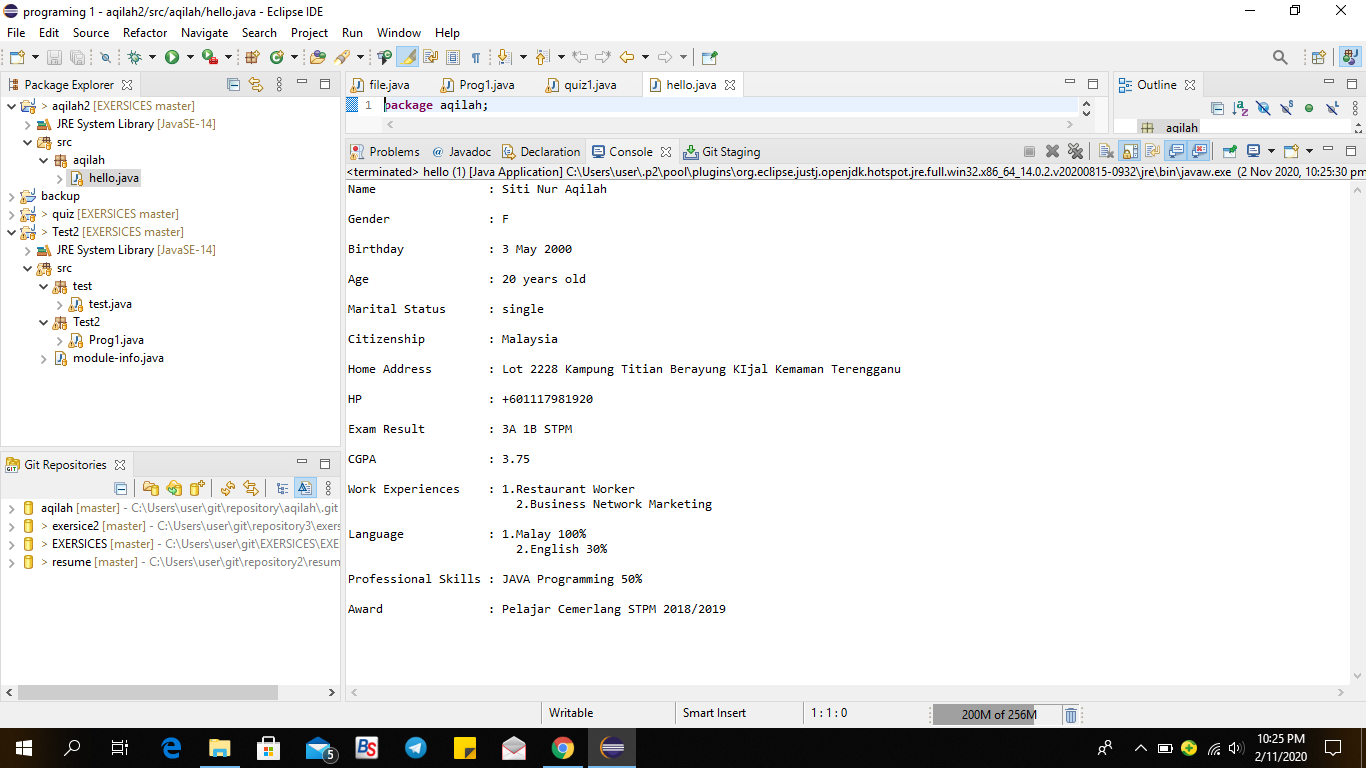 programing 1 - aqilah2/src/aqilah/hello.java - Eclipse IDE
File Edit Source Refactor Navigate Search Project Run Window Help
Package Explorer
> aqilah2 [EXERSICES master]
JRE System Library [JavaSE-14]
src
aqilah
hello.java
backup
> quiz [EXERSICES master]
> Test2 [EXERSICES master]
JRE System Library [JavaSE-14]
src
test
test.java
Test2
Prog1.java
module-info.java
Git Repositories
aqilah [master] - C:\Users\user\git\repository\aqilah\.git
> exersice2 [master] - C:\Users\user\git\repository3\exers
> EXERSICES [master] - C:\Users\user\git\EXERSICES\EXE
> resume [master] - C:\Users\user\git\repository2\resum
file.java Prog1.java quiz1.java hello.java
1 package aqilah;
Outline
aqilah
Problems @ Javadoc Declaration Console Git Staging
<terminated> hello (1) [Java Application] C:\Users\user\.p2\pool\plugins\org.eclipse.justj.openjdk.hotspot.jre.full.win32.x86_64_14.0.2.v20200815-0932\jre\bin\javaw.exe (2 Nov 2020, 10:25:30 pm
Name : Siti Nur Aqilah
Gender : F
Birthday : 3 May 2000
Age : 20 years old
Marital Status : single
Citizenship : Malaysia
Home Address : Lot 2228 Kampung Titian Berayung KIjal Kemaman Terengganu
HP : +601117981920
Exam Result : 3A 1B STPM
CGPA : 3.75
Work Experiences : 1.Restaurant Worker
2.Business Network Marketing
Language : 1.Malay 100%
2.English 30%
Professional Skills : JAVA Programming 50%
Award : Pelajar Cemerlang STPM 2018/2019
Writable Smart Insert 1 : 1 : 0 200M of 256M
5
BS
10:25 PM
2/11/2020